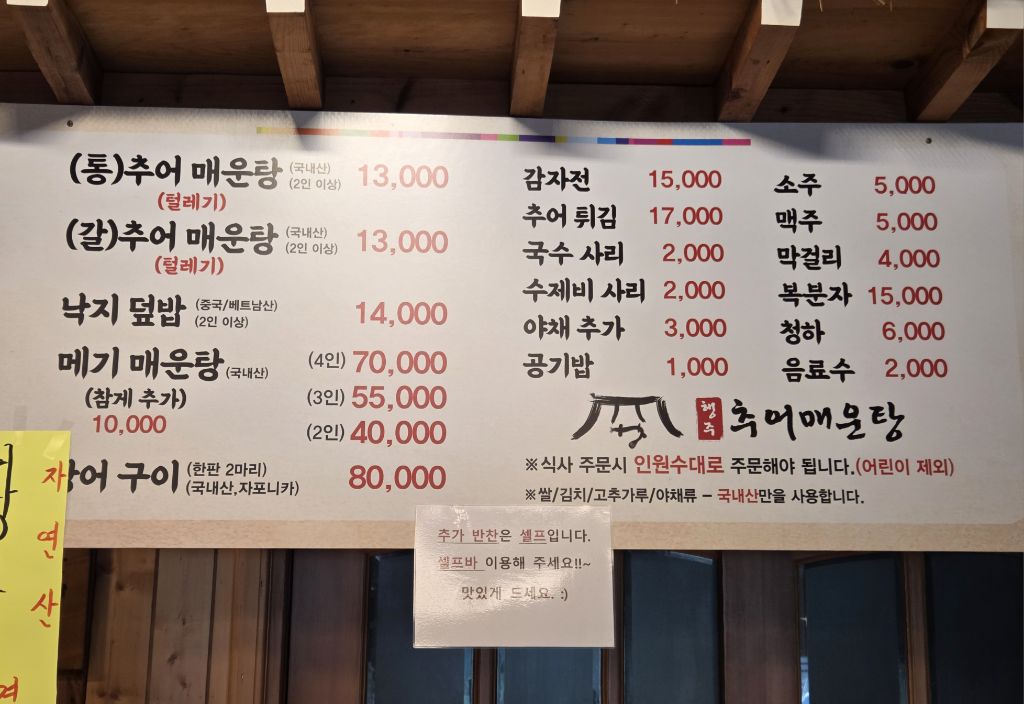 (통)추어 매운탕 (국내산) (2인 이상) 13,000
(털레기)
(갈)추어 매운탕 (국내산) (2인 이상) 13,000
(털레기)
낙지 덮밥 (중국/베트남산) (2인 이상) 14,000
메기 매운탕 (국내산) (4인) 70,000
(참게 추가) (3인) 55,000
10,000 (2인) 40,000
장어 구이 (한판 2마리) (국내산,자포니카) 80,000
감자전 15,000
추어 튀김 17,000
국수 사리 2,000
수제비 사리 2,000
야채 추가 3,000
공기밥 1,000
소주 5,000
맥주 5,000
막걸리 4,000
복분자 15,000
청하 6,000
음료수 2,000
행주 추어매운탕
※식사 주문시 인원수대로 주문해야 됩니다.(어린이 제외)
※쌀/김치/고추가루/야채류 – 국내산만을 사용합니다.
추가 반찬은 셀프입니다.
셀프바 이용해 주세요!!~
맛있게 드세요. :)
자
연
산